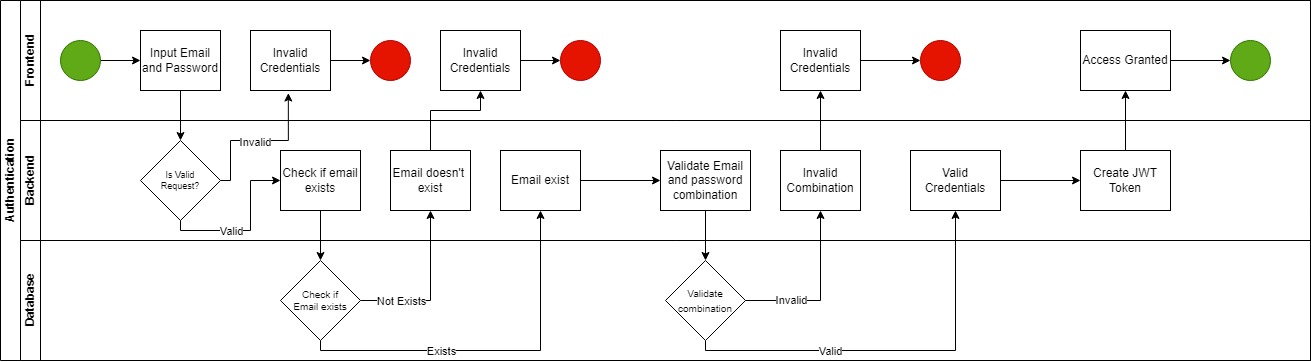 Authentication
Frontend
Input Email
and Password
Invalid
Credentials
Invalid
Credentials
Invalid
Credentials
Access Granted
Backend
Is Valid
Request?
Invalid
Valid
Check if email
exists
Email doesn't
exist
Email exist
Validate Email
and password
combination
Invalid
Combination
Valid
Credentials
Create JWT
Token
Database
Check if
Email exists
Not Exists
Exists
Validate
combination
Invalid
Valid